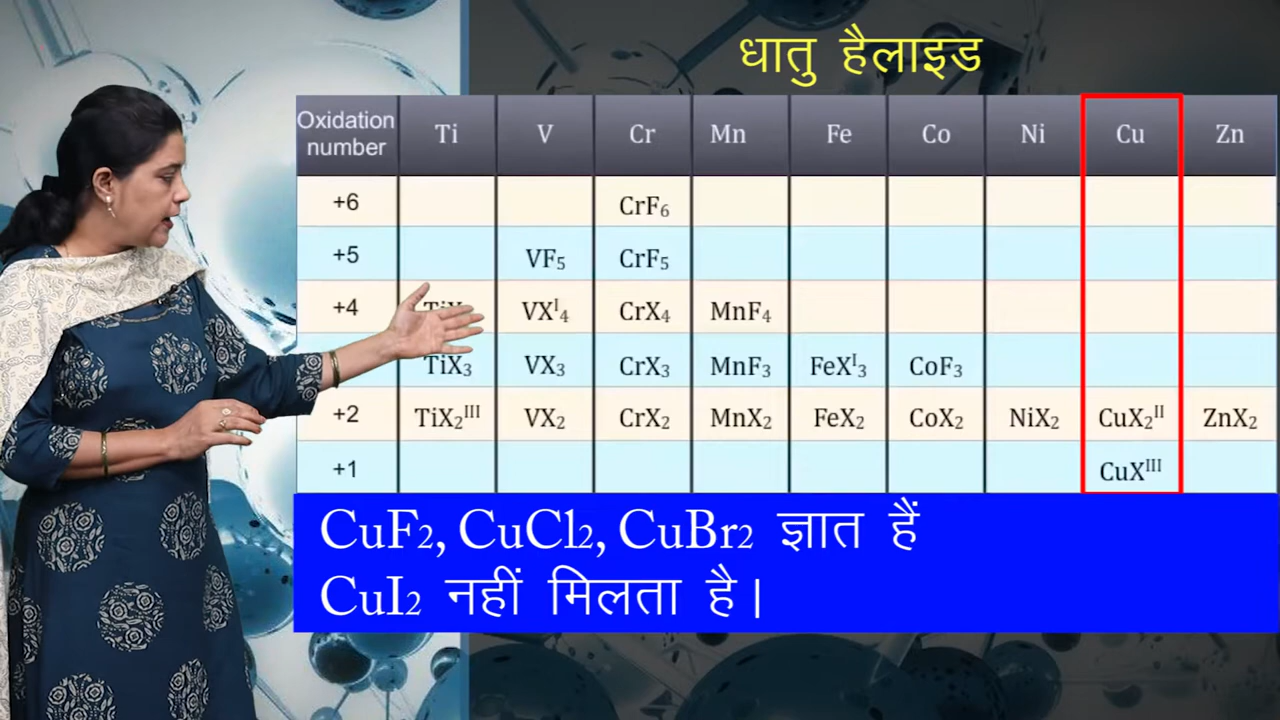 धातु हैलाइड
Oxidation number Ti V Cr Mn Fe Co Ni Cu Zn
+6 CrF₆
+5 VF₅ CrF₅
+4 VXᴵ₄ CrX₄ MnF₄
TiX₃ VX₃ CrX₃ MnF₃ FeXᴵ₃ CoF₃
+2 TiX₂ᴵᴵᴵ VX₂ CrX₂ MnX₂ FeX₂ CoX₂ NiX₂ CuX₂ᴵᴵ ZnX₂
+1 CuXᴵᴵᴵ
CuF₂, CuCl₂, CuBr₂ ज्ञात हैं
CuI₂ नहीं मिलता है।